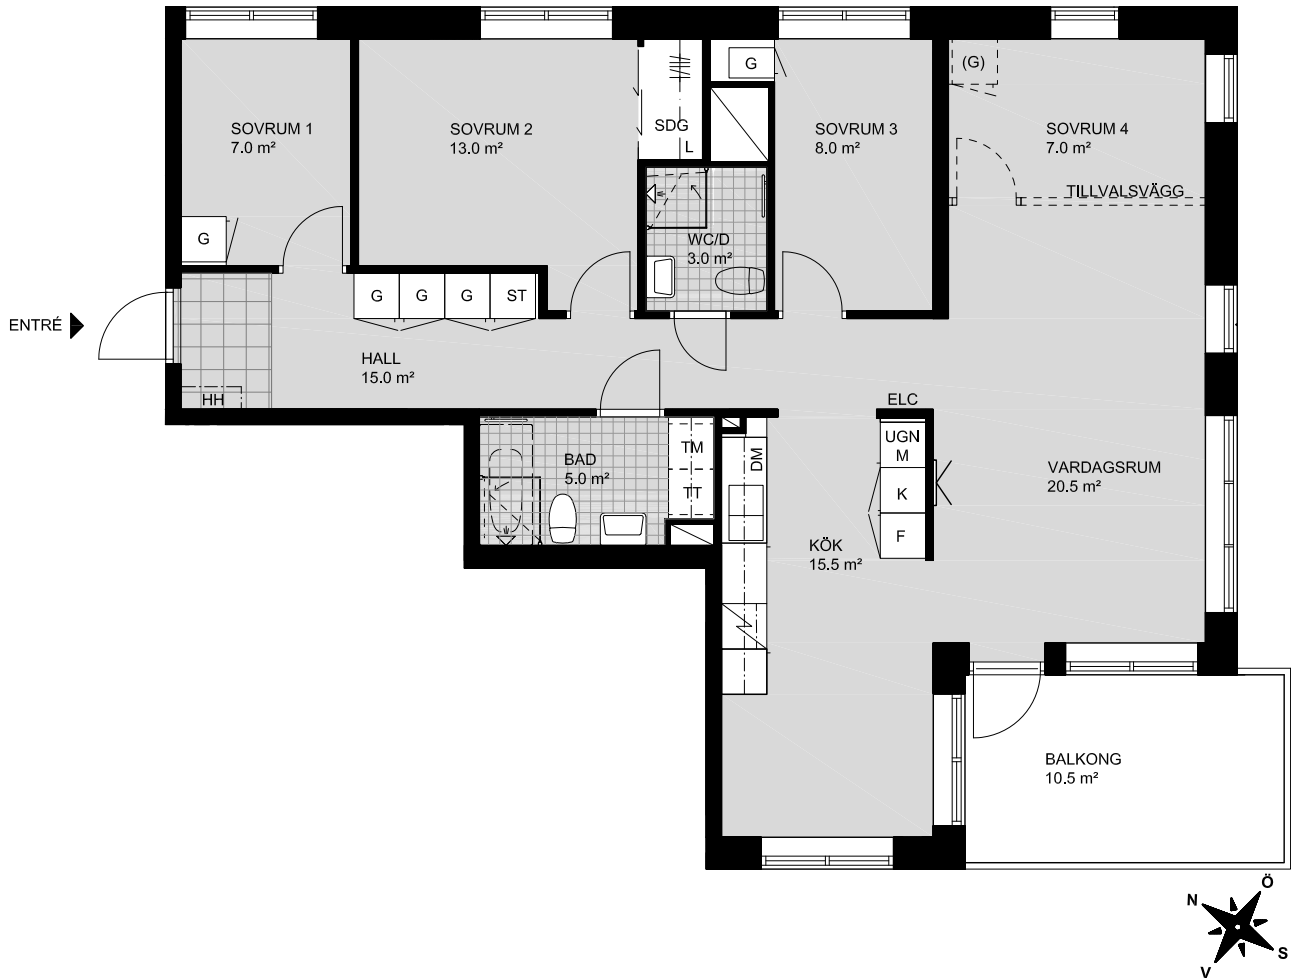 (G)
G
SOVRUM 1
7.0 m²
SOVRUM 2
13.0 m²
SDG
L
SOVRUM 3
8.0 m²
SOVRUM 4
7.0 m²
TILLVALSVÄGG
G
WC/D
3.0 m²
G
G
G
ST
ENTRÉ
HALL
15.0 m²
HH
ELC
UGN
M
BAD
5.0 m²
TM
TT
DM
K
F
VARDAGSRUM
20.5 m²
KÖK
15.5 m²
BALKONG
10.5 m²
N
Ö
S
V